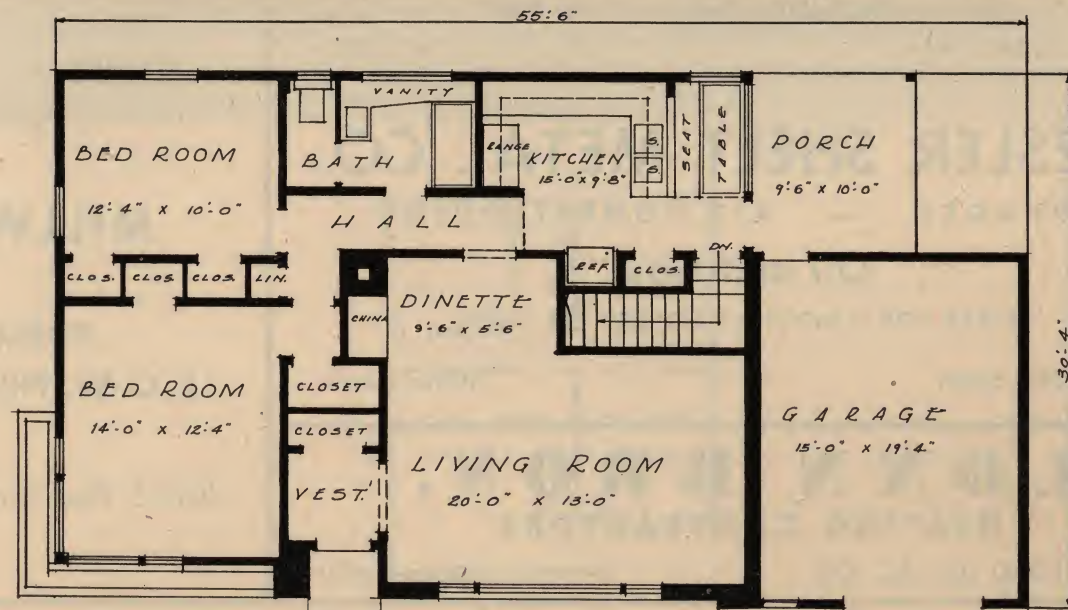 55'-6"
VANITY
BED ROOM
12'-4" x 10'-0"
BATH
RANGE
KITCHEN
15'-0" x 9'-8"
S.
S.
SEAT
TABLE
PORCH
9'-6" x 10'-0"
HALL
DN.
CLOS.
CLOS.
CLOS.
LIN.
REF.
CLOS.
CHINA
DINETTE
9'-6" x 5'-6"
30'-4"
BED ROOM
14'-0" x 12'-4"
CLOSET
CLOSET
VEST.
LIVING ROOM
20'-0" x 13'-0"
GARAGE
15'-0" x 19'-4"